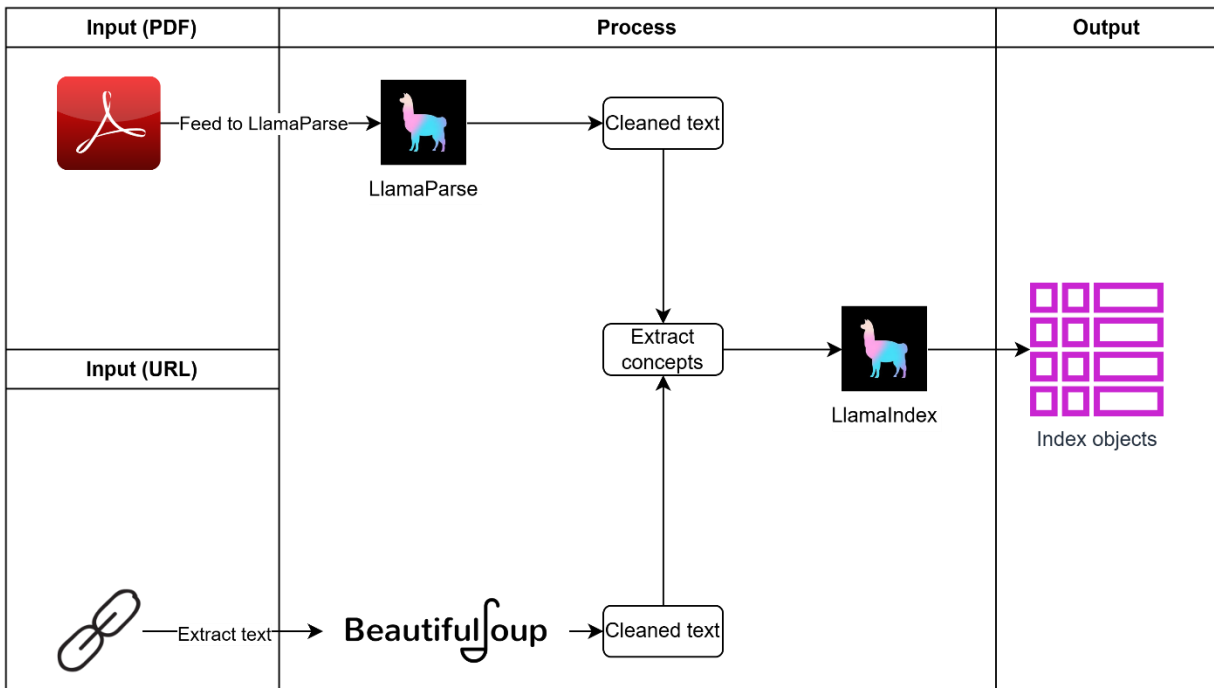 Input (PDF)
Process
Output
Feed to LlamaParse
LlamaParse
Cleaned text
Input (URL)
Extract
concepts
LlamaIndex
Index objects
Extract text
BeautifulSoup
Cleaned text